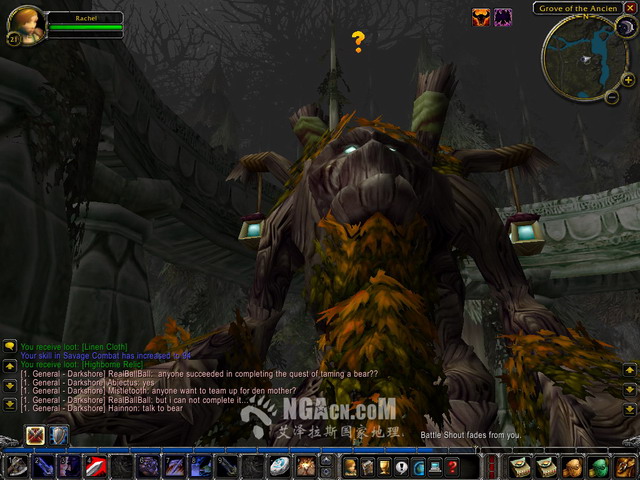 Rachel
21
Grove of the Ancien
N
?
You receive loot: [Linen Cloth]
Your skill in Savage Combat has increased to 94.
You receive loot: [Highborne Relic]
[1. General - Darkshore] RealBallBall: anyone succeeded in completing the quest of taming a bear??
[1. General - Darkshore] Abiectus: yes
[1. General - Darkshore] Mistletooth: anyone want to team up for den mother?
[1. General - Darkshore] RealBallBall: but i can not complete it...
[1. General - Darkshore] Hainnon: talk to bear
NGACN.COM
艾泽拉斯国家地理
Battle Shout fades from you.